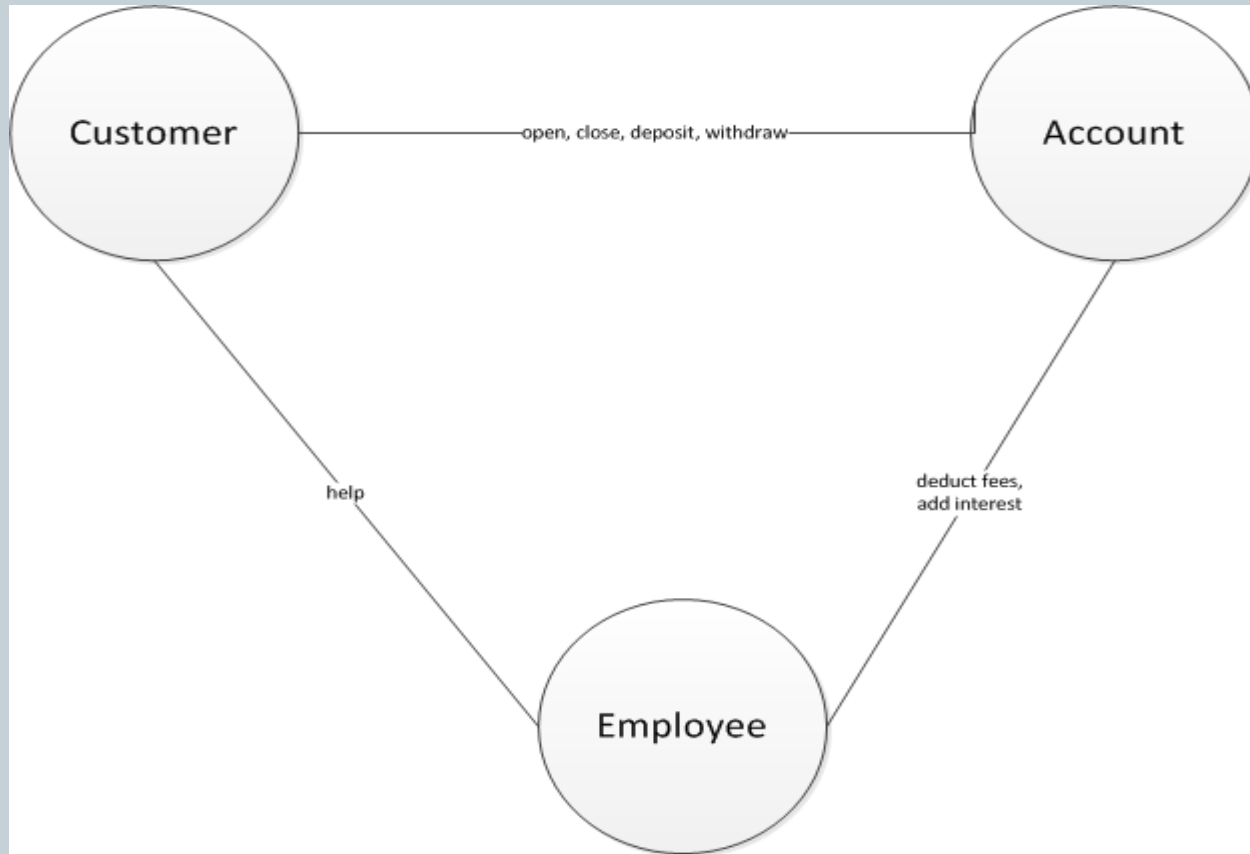 Customer
open, close, deposit, withdraw
Account
help
deduct fees,
add interest
Employee